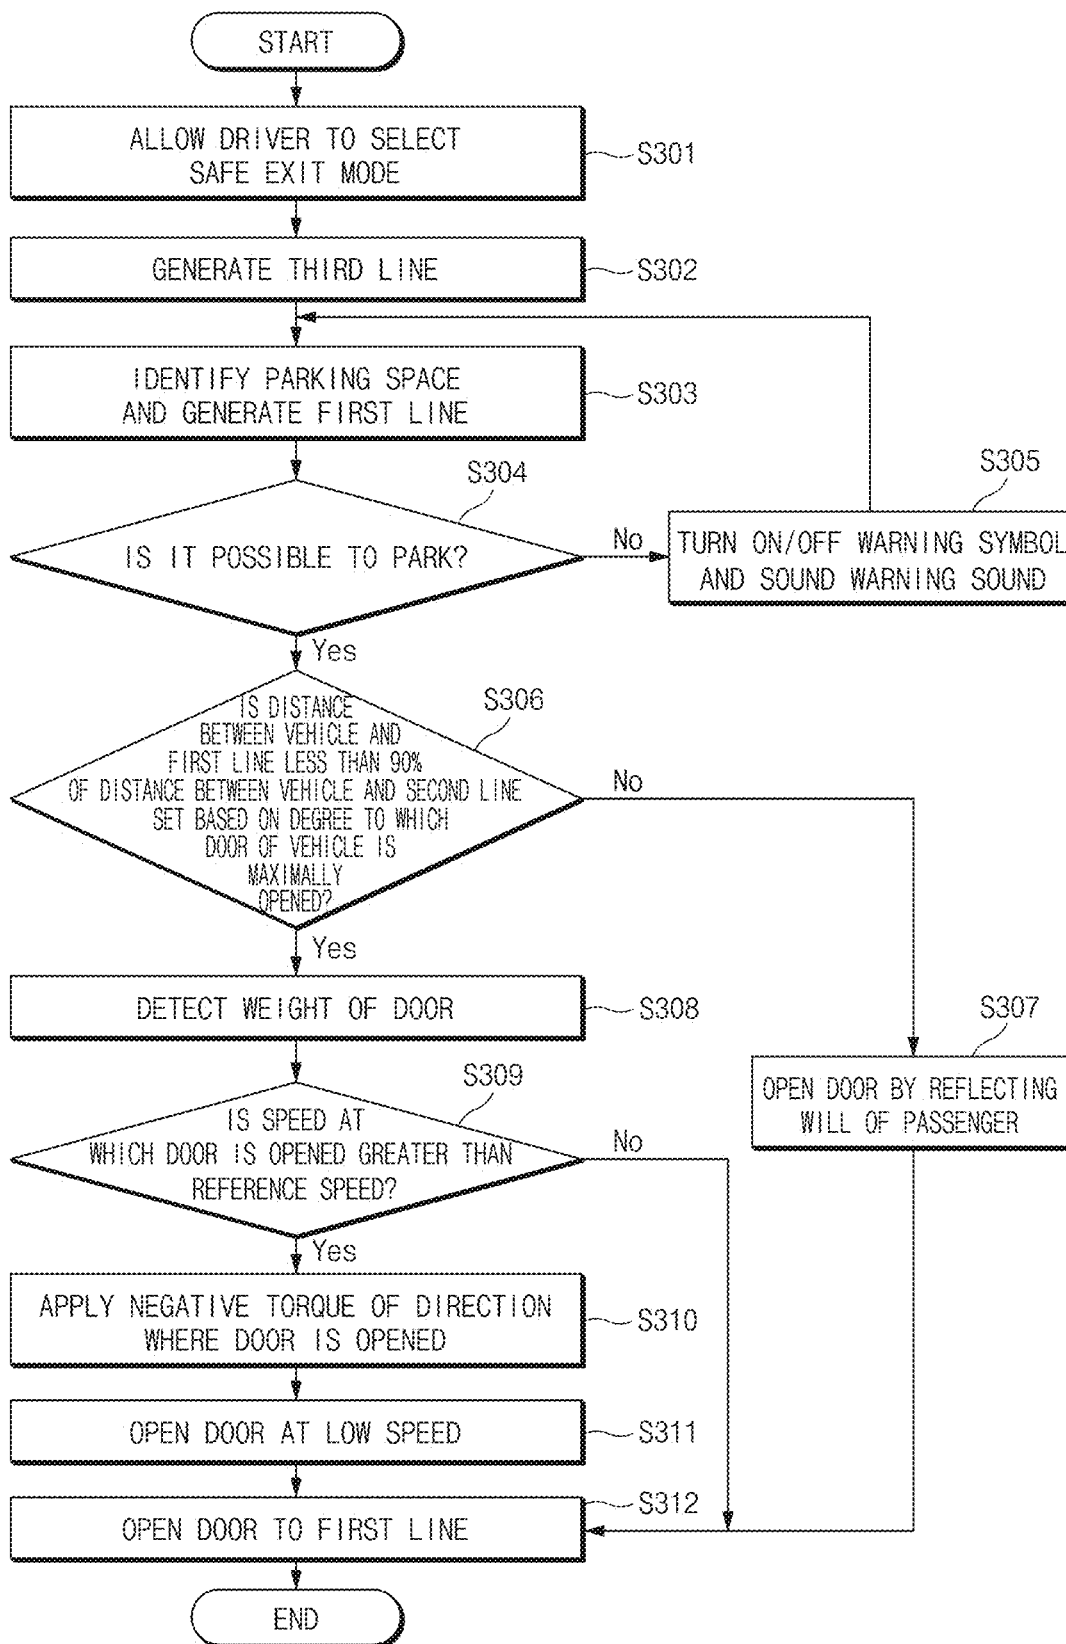 START
ALLOW DRIVER TO SELECT
SAFE EXIT MODE
S301
GENERATE THIRD LINE
S302
IDENTIFY PARKING SPACE
AND GENERATE FIRST LINE
S303
S304
IS IT POSSIBLE TO PARK?
No
S305
TURN ON/OFF WARNING SYMBOL
AND SOUND WARNING SOUND
Yes
S306
IS DISTANCE
BETWEEN VEHICLE AND
FIRST LINE LESS THAN 90%
OF DISTANCE BETWEEN VEHICLE AND SECOND LINE
SET BASED ON DEGREE TO WHICH
DOOR OF VEHICLE IS
MAXIMALLY
OPENED?
No
Yes
DETECT WEIGHT OF DOOR
S308
S307
OPEN DOOR BY REFLECTING
WILL OF PASSENGER
S309
IS SPEED AT
WHICH DOOR IS OPENED GREATER THAN
REFERENCE SPEED?
No
Yes
APPLY NEGATIVE TORQUE OF DIRECTION
WHERE DOOR IS OPENED
S310
OPEN DOOR AT LOW SPEED
S311
OPEN DOOR TO FIRST LINE
S312
END